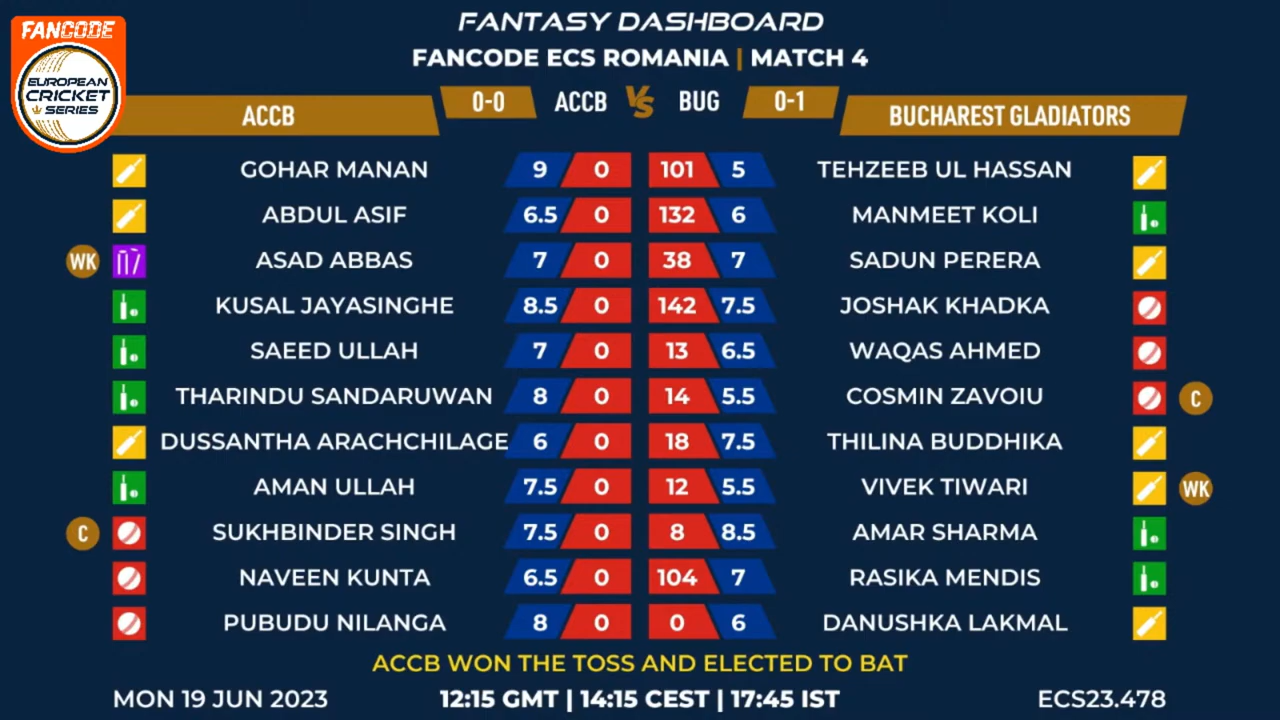 FANCODE
EUROPEAN
CRICKET
SERIES
FANTASY DASHBOARD
FANCODE ECS ROMANIA | MATCH 4
ACCB 0-0 ACCB VS BUG 0-1 BUCHAREST GLADIATORS
GOHAR MANAN 9 0 101 5 TEHZEEB UL HASSAN
ABDUL ASIF 6.5 0 132 6 MANMEET KOLI
WK ASAD ABBAS 7 0 38 7 SADUN PERERA
KUSAL JAYASINGHE 8.5 0 142 7.5 JOSHAK KHADKA
SAEED ULLAH 7 0 13 6.5 WAQAS AHMED
THARINDU SANDARUWAN 8 0 14 5.5 COSMIN ZAVOIU C
DUSSANTHA ARACHCHILAGE 6 0 18 7.5 THILINA BUDDHIKA
AMAN ULLAH 7.5 0 12 5.5 VIVEK TIWARI WK
C SUKHBINDER SINGH 7.5 0 8 8.5 AMAR SHARMA
NAVEEN KUNTA 6.5 0 104 7 RASIKA MENDIS
PUBUDU NILANGA 8 0 0 6 DANUSHKA LAKMAL
ACCB WON THE TOSS AND ELECTED TO BAT
MON 19 JUN 2023 12:15 GMT | 14:15 CEST | 17:45 IST ECS23.478